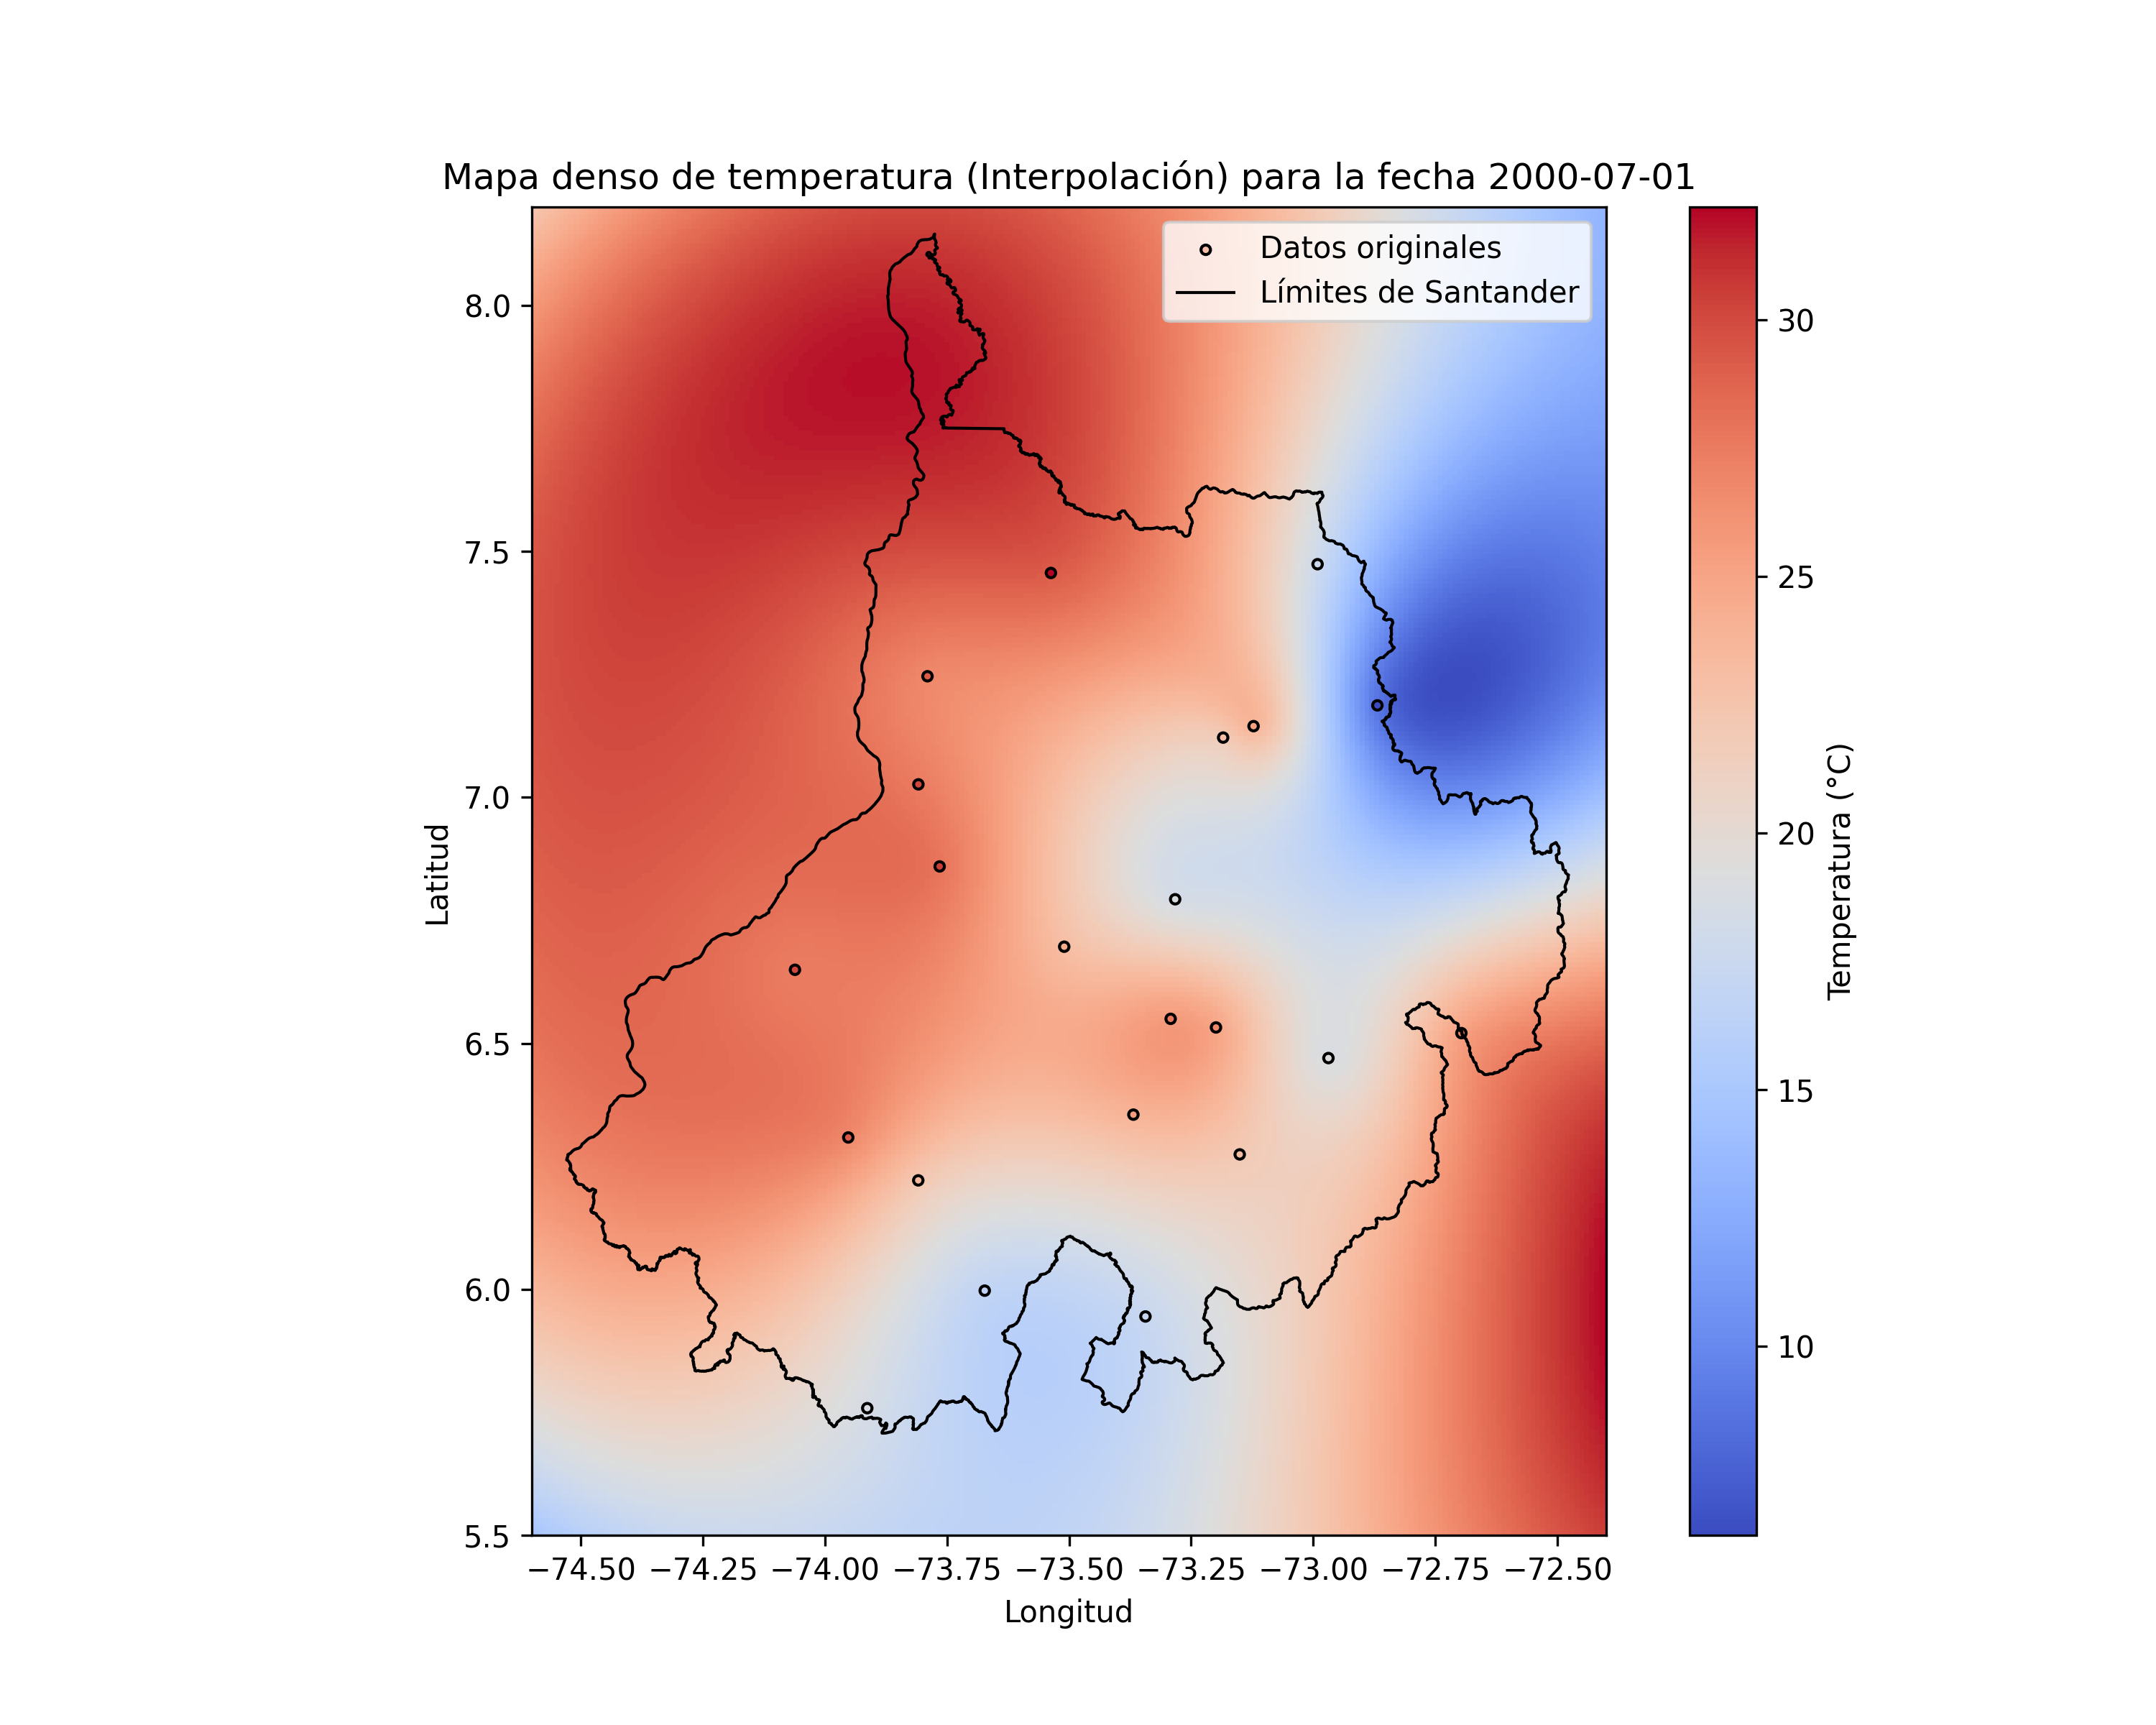 Mapa denso de temperatura (Interpolación) para la fecha 2000-07-01
Datos originales
Límites de Santander
8.0
7.5
7.0
6.5
6.0
5.5
Latitud
−74.50 −74.25 −74.00 −73.75 −73.50 −73.25 −73.00 −72.75 −72.50
Longitud
30
25
20
15
10
Temperatura (°C)